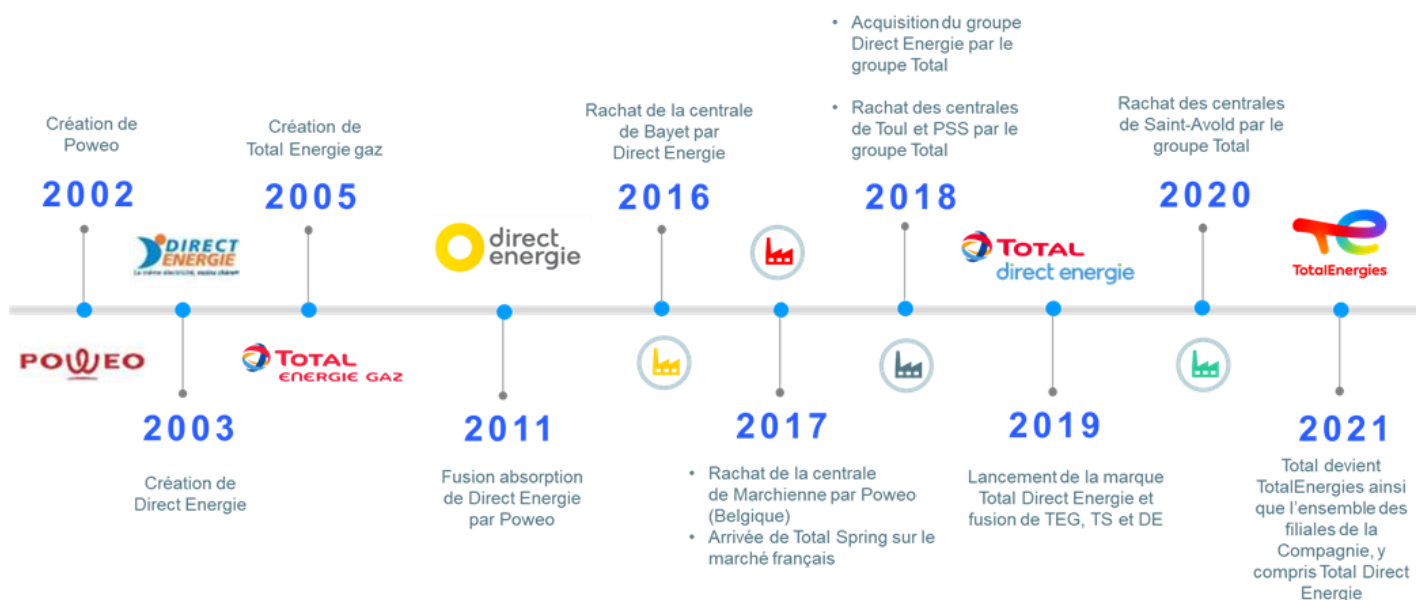 Création de
Poweo
2002
POWEO
DIRECT
ENERGIE
La même électricité, moins chère
2003
Création de
Direct Energie
Création de
Total Energie gaz
2005
TOTAL
ENERGIE GAZ
direct
energie
2011
Fusion absorption
de Direct Energie
par Poweo
Rachat de la centrale
de Bayet par
Direct Energie
2016
2017
• Rachat de la centrale
de Marchienne par Poweo
(Belgique)
• Arrivée de Total Spring sur le
marché français
• Acquisition du groupe
Direct Energie par le
groupe Total
• Rachat des centrales
de Toul et PSS par le
groupe Total
2018
TOTAL
direct energie
2019
Lancement de la marque
Total Direct Energie et
fusion de TEG, TS et DE
Rachat des centrales
de Saint-Avold par le
groupe Total
2020
TotalEnergies
2021
Total devient
TotalEnergies ainsi
que l’ensemble des
filiales de la
Compagnie, y
compris Total Direct
Energie